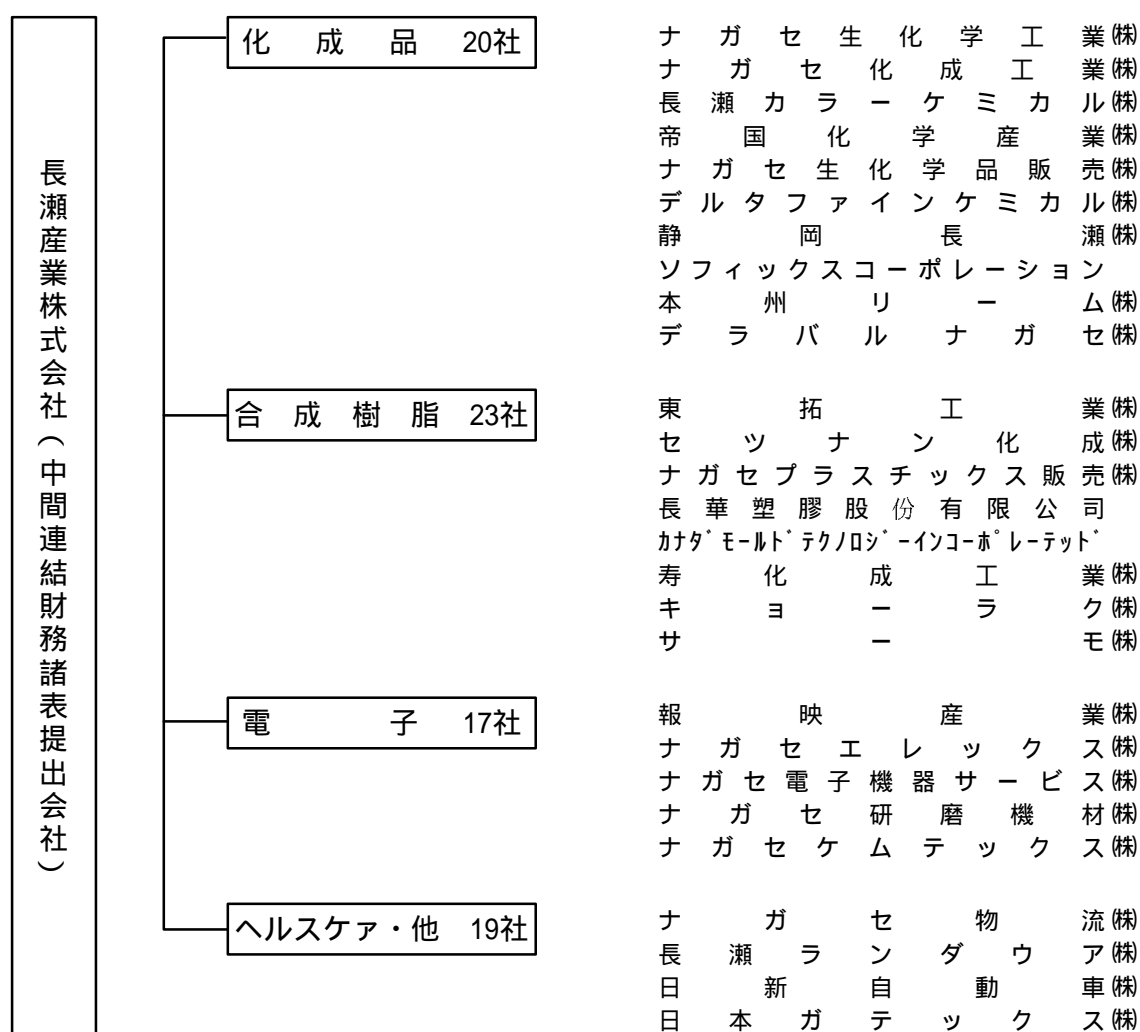 長瀬産業株式会社(中間連結財務諸表提出会社)
化成品 20社
ナガセ生化学工業㈱
ナガセ化成工業㈱
長瀬カラーケミカル㈱
帝国化学産業㈱
ナガセ生化学品販売㈱
デルタファインケミカル㈱
静岡長瀬㈱
ソフィックスコーポレーション
本州リーム㈱
デラバルナガセ㈱
合成樹脂 23社
東拓工業㈱
セツナン化成㈱
ナガセプラスチックス販売㈱
長華塑膠股份有限公司
カナダモールドテクノロジーインコーポレーテッド
寿化成工業㈱
キョーラク㈱
サーモ㈱
電子 17社
報映産業㈱
ナガセエレックス㈱
ナガセ電子機器サービス㈱
ナガセ研磨機材㈱
ナガセケムテックス㈱
ヘルスケァ・他 19社
ナガセ物流㈱
長瀬ランダウア㈱
日新自動車㈱
日本ガテックス㈱